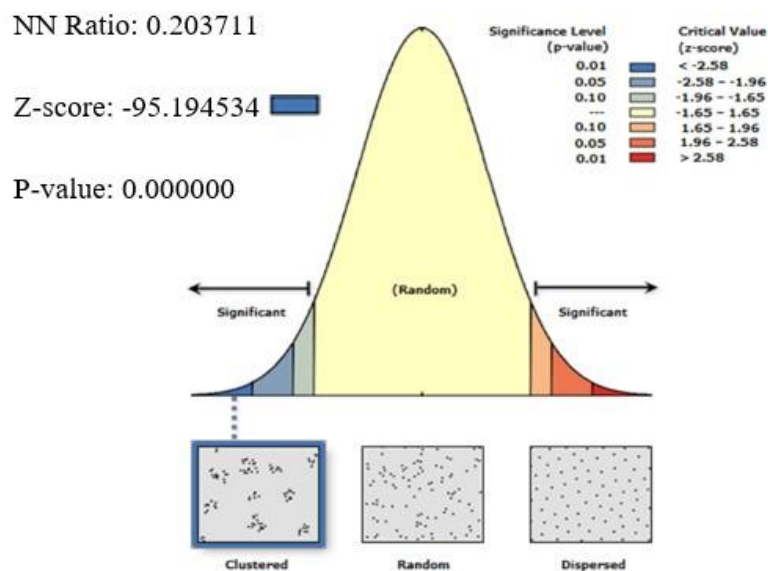 NN Ratio: 0.203711
Z-score: -95.194534
P-value: 0.000000
Significance Level (p-value)
Critical Value (z-score)
0.01 < -2.58
0.05 -2.58 – -1.96
0.10 -1.96 – -1.65
--- -1.65 – 1.65
0.10 1.65 – 1.96
0.05 1.96 – 2.58
0.01 > 2.58
(Random)
Significant
Significant
Clustered
Random
Dispersed